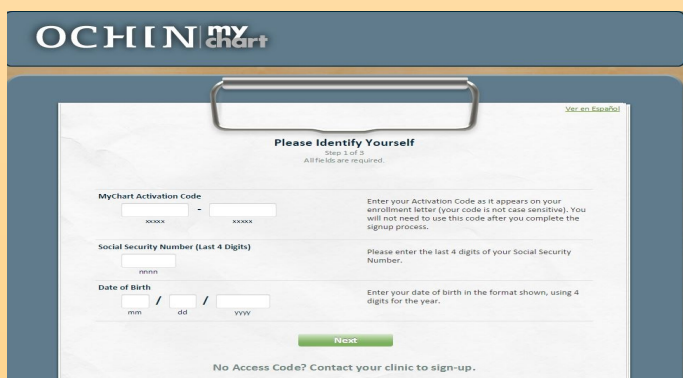 OCHIN my chart
Ver en Español
Please Identify Yourself
Step 1 of 3
All fields are required.
MyChart Activation Code
- 
xxxxx xxxxx
Enter your Activation Code as it appears on your
enrollment letter (your code is not case sensitive). You
will not need to use this code after you complete the
signup process.
Social Security Number (Last 4 Digits)
nnnn
Please enter the last 4 digits of your Social Security
Number.
Date of Birth
/ /
mm dd yyyy
Enter your date of birth in the format shown, using 4
digits for the year.
Next
No Access Code? Contact your clinic to sign-up.